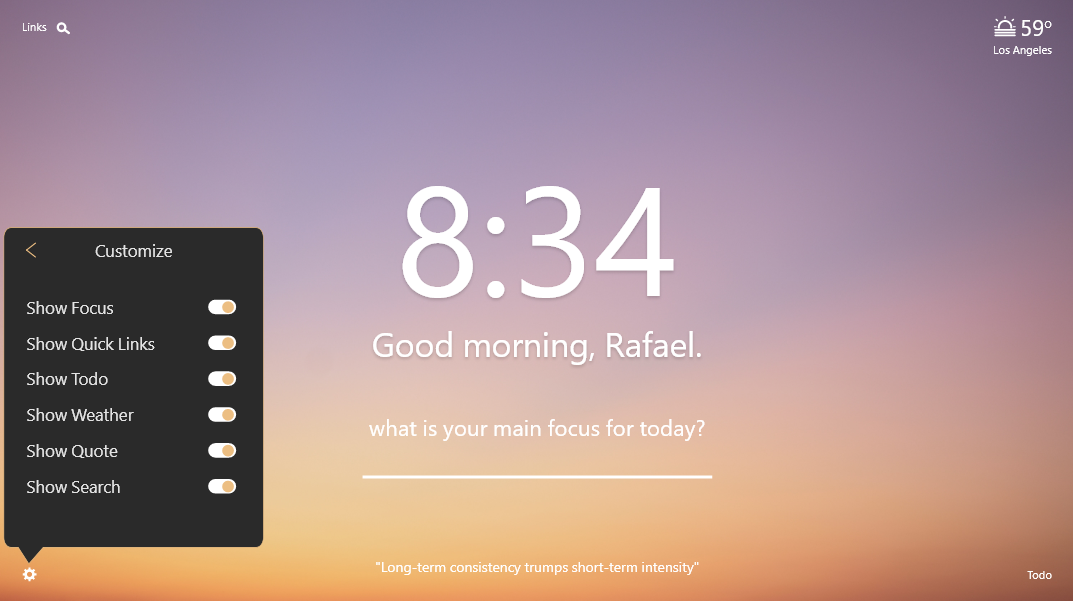 Links
59°
Los Angeles
8:34
Good morning, Rafael.
what is your main focus for today?
Customize
Show Focus
Show Quick Links
Show Todo
Show Weather
Show Quote
Show Search
"Long-term consistency trumps short-term intensity"
Todo